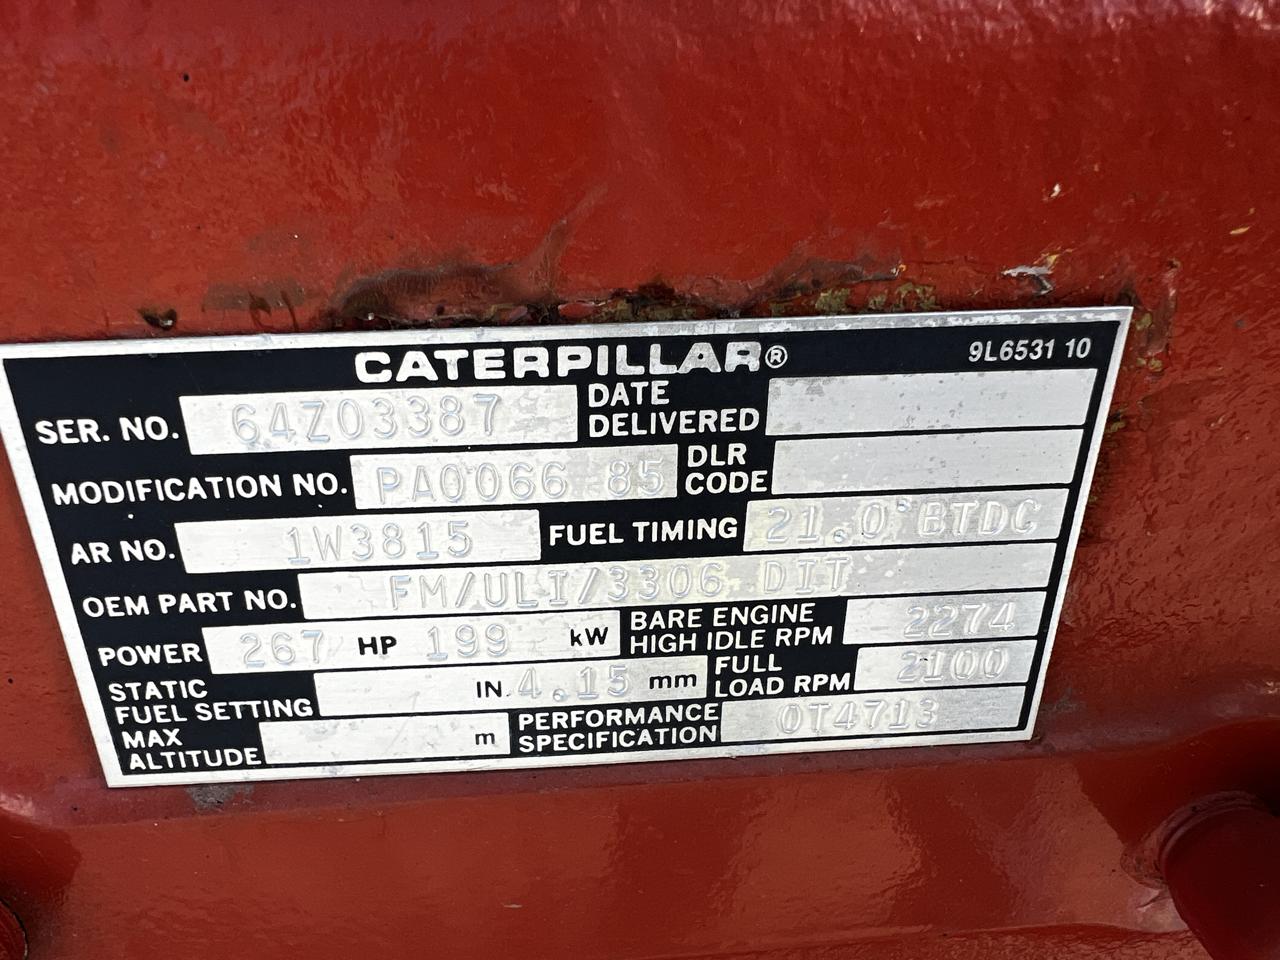 CATERPILLAR®
9L6531 10
SER. NO. 64Z03387
DATE DELIVERED
MODIFICATION NO. PA0066 85
DLR CODE
AR NO. 1W3815
FUEL TIMING 21.0° BTDC
OEM PART NO. FM/ULI/3306 DIT
POWER 267 HP 199 kW
BARE ENGINE HIGH IDLE RPM 2274
STATIC FUEL SETTING IN. 4.15 mm
FULL LOAD RPM 2100
MAX ALTITUDE m
PERFORMANCE SPECIFICATION 0T4713